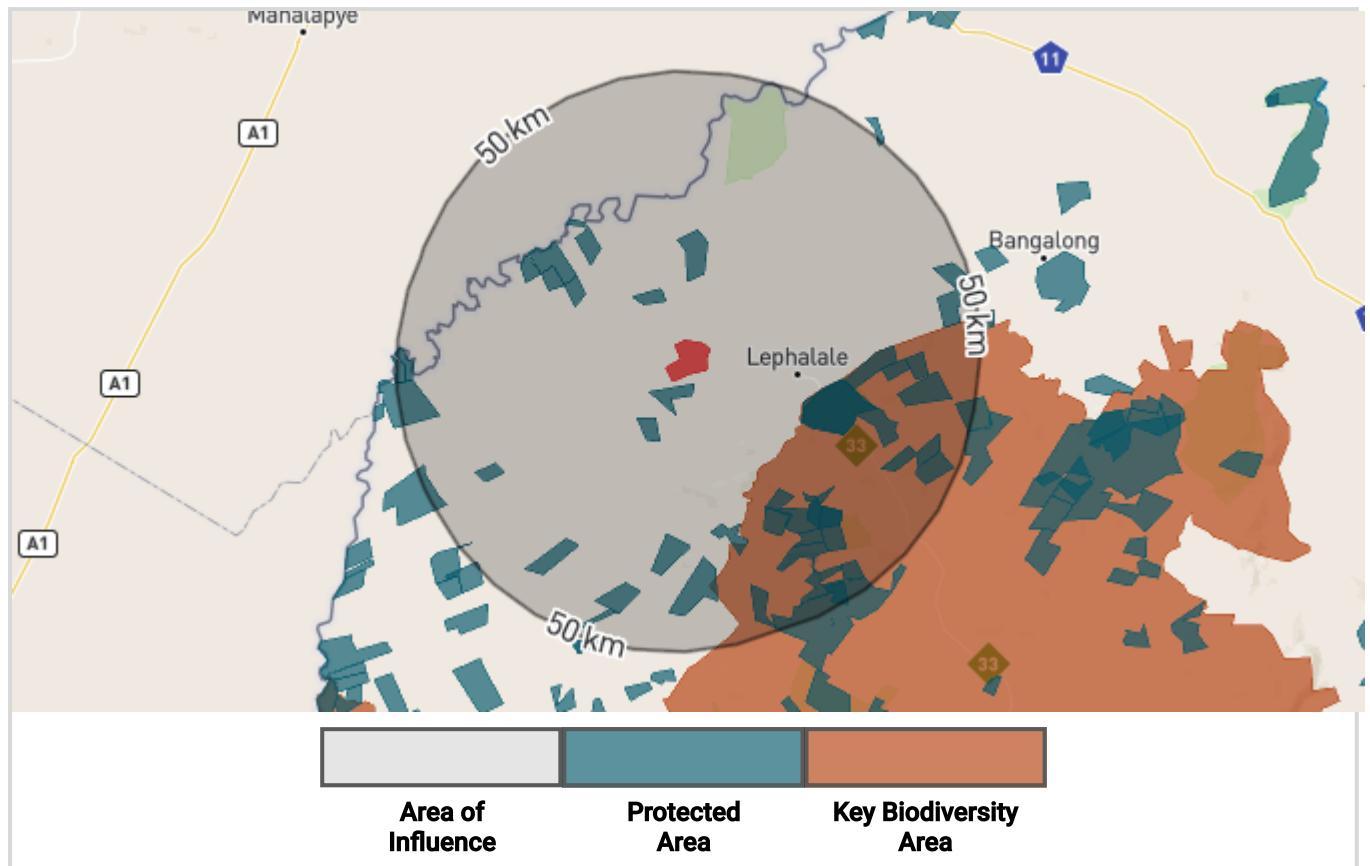 Mahalapye
11
A1
50 km
Bangalong
50 km
Lephalale
A1
33
A1
50 km
33
Area of
Influence
Protected
Area
Key Biodiversity
Area